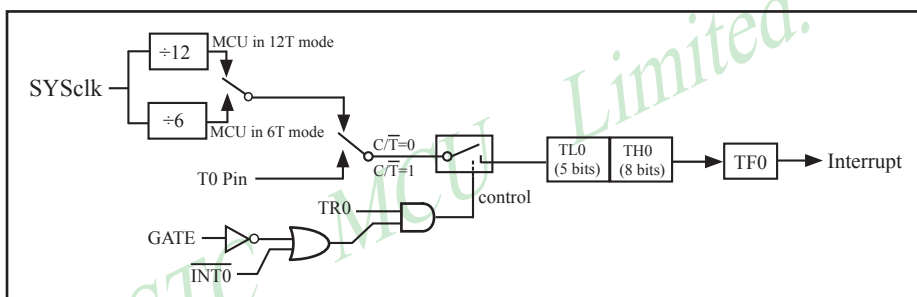 ÷12
MCU in 12T mode
SYSclk
÷6
MCU in 6T mode
C/T̅=0
C/T̅=1
T0 Pin
TL0
(5 bits)
TH0
(8 bits)
TF0
Interrupt
control
TR0
GATE
I̅N̅T̅0̅
STC MCU Limited.